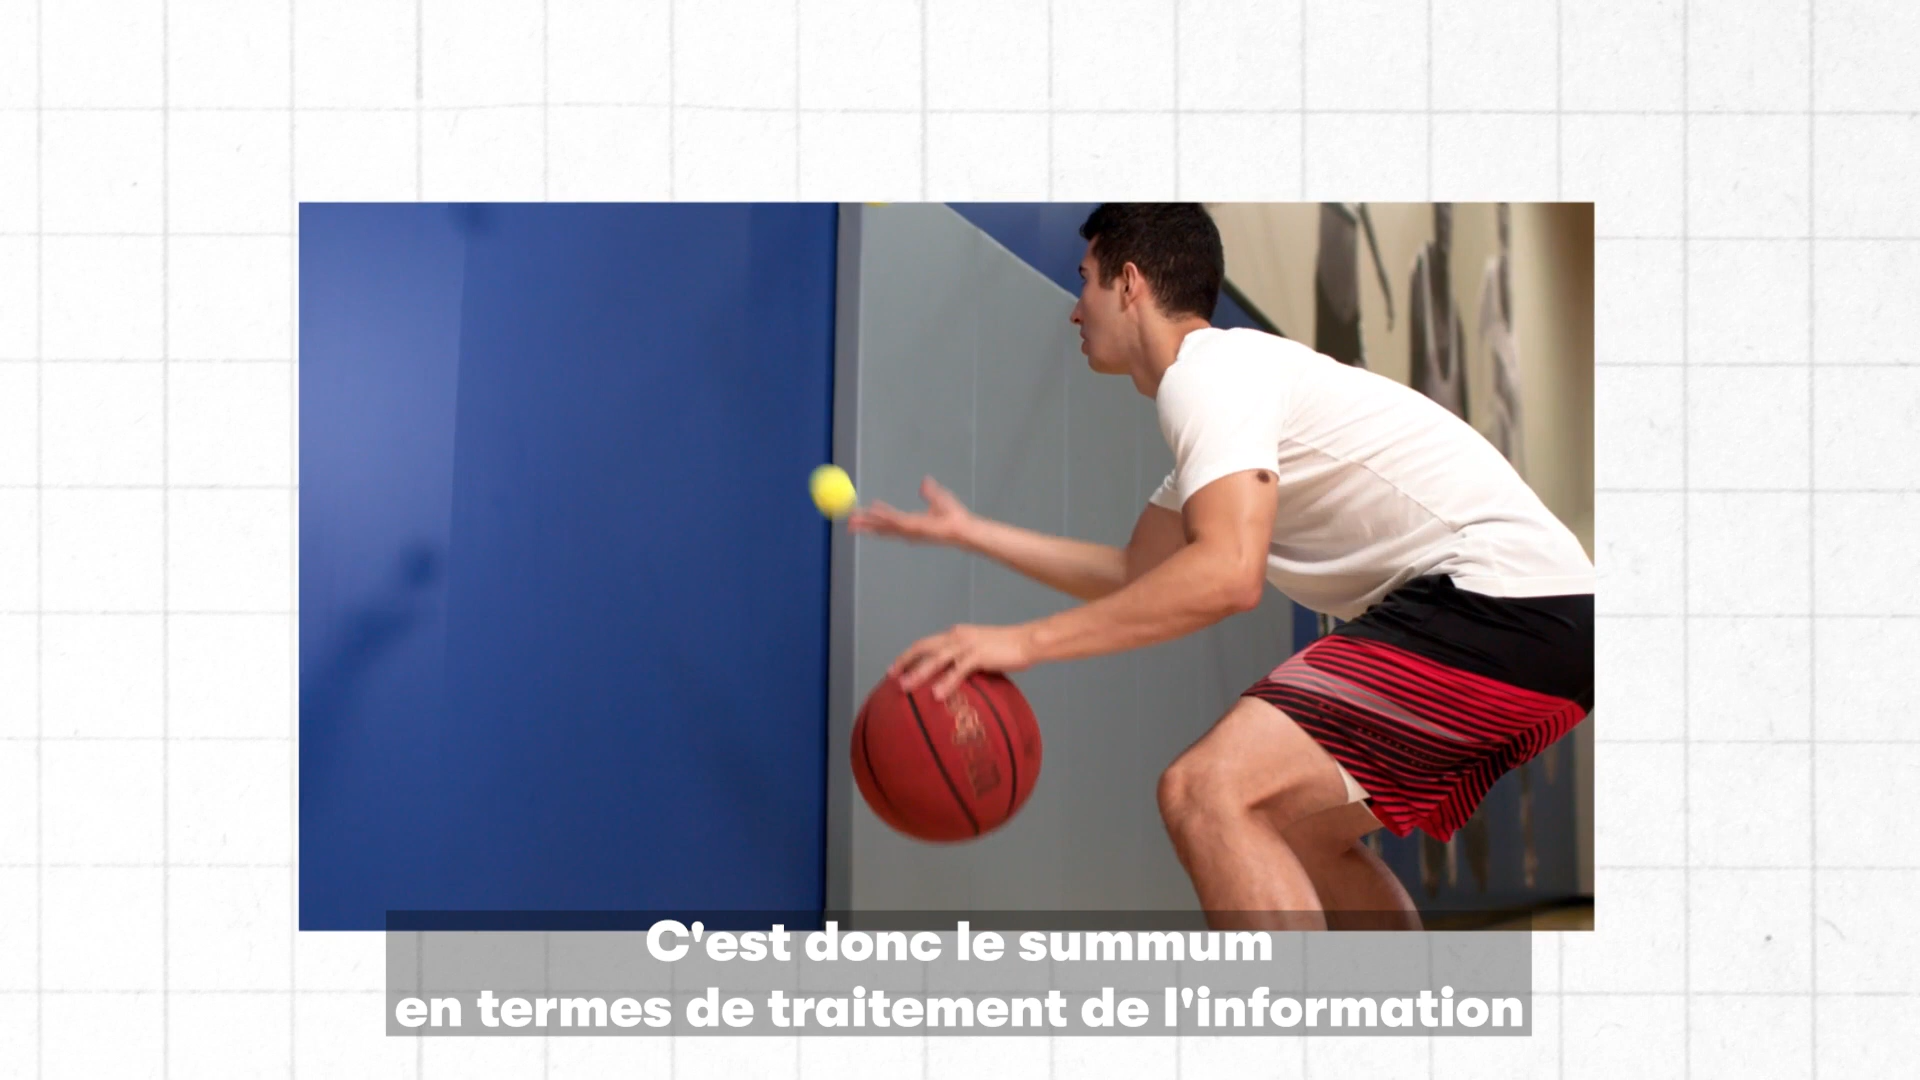 C'est donc le summum
en termes de traitement de l'information